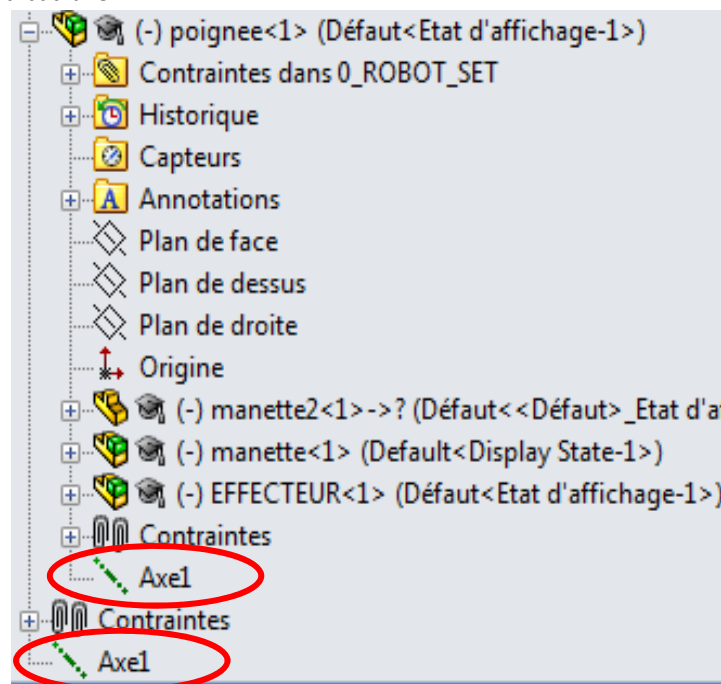 (-) poignee<1> (Défaut<Etat d'affichage-1>)
Contraintes dans 0_ROBOT_SET
Historique
Capteurs
A Annotations
Plan de face
Plan de dessus
Plan de droite
Origine
(-) manette2<1>->? (Défaut<<Défaut>_Etat d'af
(-) manette<1> (Default<Display State-1>)
(-) EFFECTEUR<1> (Défaut<Etat d'affichage-1>)
Contraintes
Axe1
Contraintes
Axe1